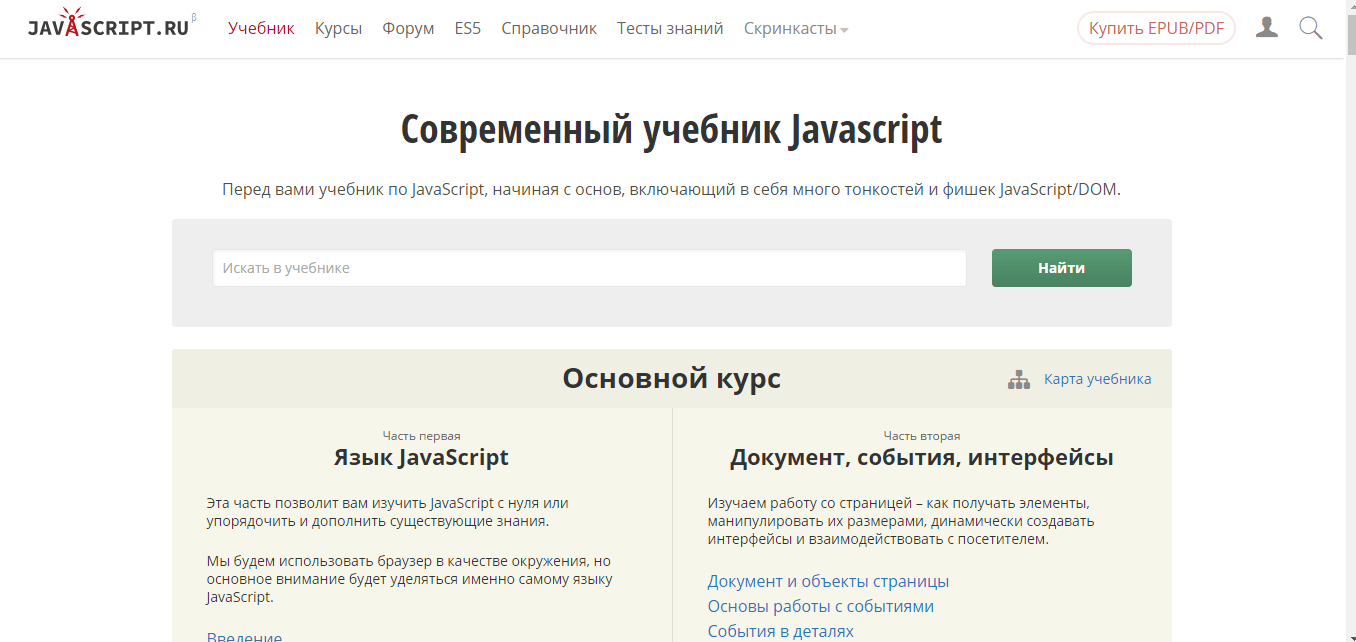 JAVASCRIPT.RU β
Учебник Курсы Форум ES5 Справочник Тесты знаний Скринкасты Купить EPUB/PDF
Современный учебник Javascript
Перед вами учебник по JavaScript, начиная с основ, включающий в себя много тонкостей и фишек JavaScript/DOM.
Искать в учебнике Найти
Основной курс
Карта учебника
Часть первая
Язык JavaScript
Эта часть позволит вам изучить JavaScript с нуля или
упорядочить и дополнить существующие знания.
Мы будем использовать браузер в качестве окружения, но
основное внимание будет уделяться именно самому языку
JavaScript.
Введение
Часть вторая
Документ, события, интерфейсы
Изучаем работу со страницей – как получать элементы,
манипулировать их размерами, динамически создавать
интерфейсы и взаимодействовать с посетителем.
Документ и объекты страницы
Основы работы с событиями
События в деталях